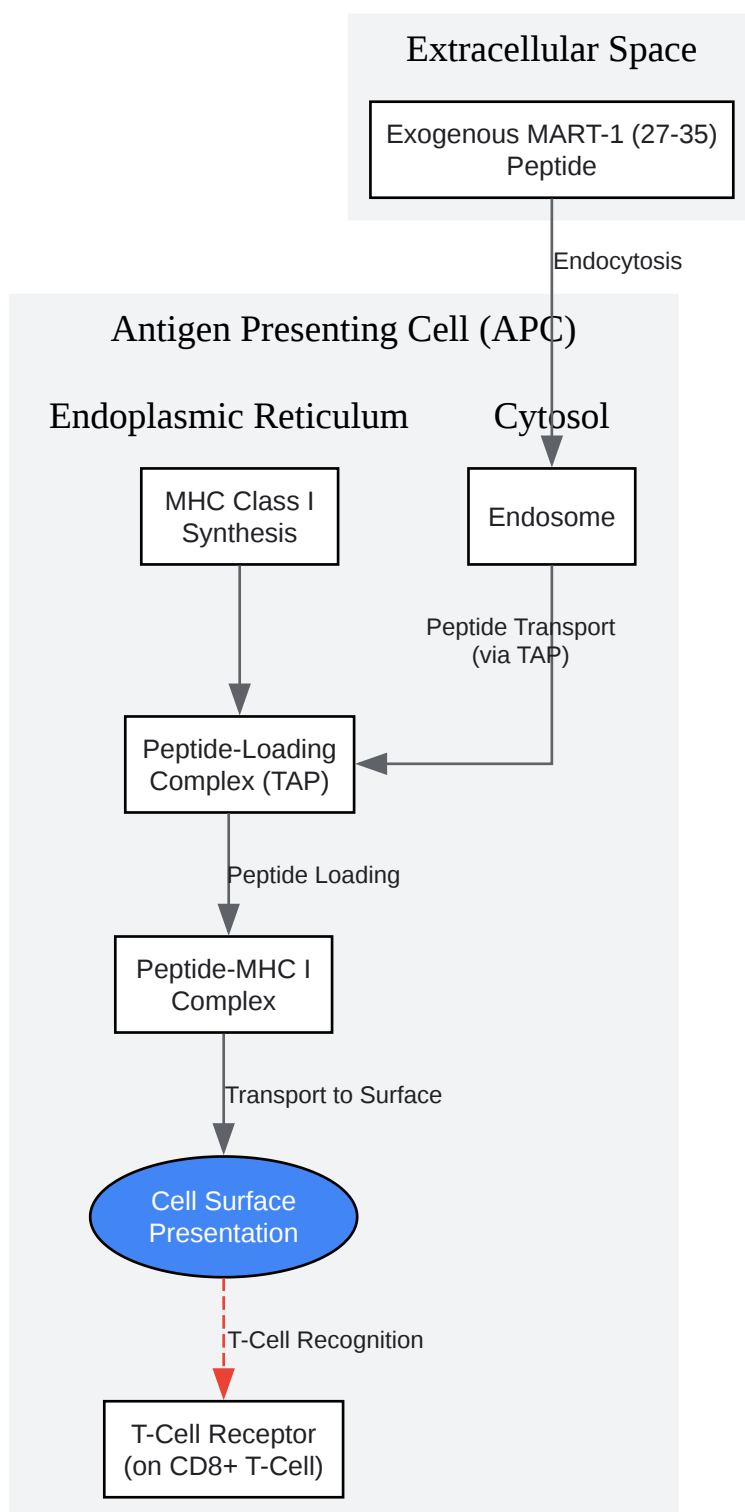 Extracellular Space
Exogenous MART-1 (27-35)
Peptide
Endocytosis
Antigen Presenting Cell (APC)
Endoplasmic Reticulum
Cytosol
MHC Class I
Synthesis
Endosome
Peptide Transport
(via TAP)
Peptide-Loading
Complex (TAP)
Peptide Loading
Peptide-MHC I
Complex
Transport to Surface
Cell Surface
Presentation
T-Cell Recognition
T-Cell Receptor
(on CD8+ T-Cell)